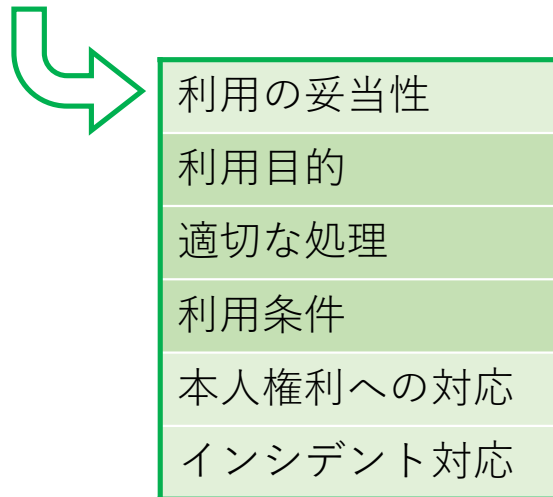 利用の妥当性
利用目的
適切な処理
利用条件
本人権利への対応
インシデント対応